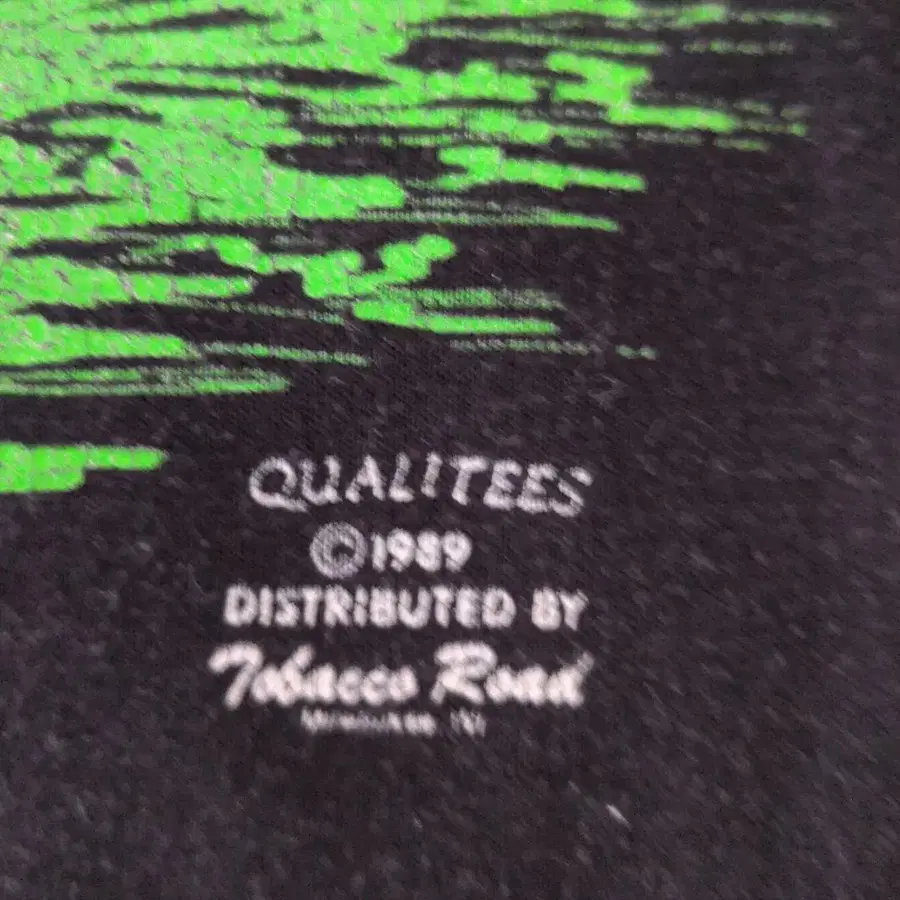 QUALITEES
©1989
DISTRIBUTED BY
Tobacco Road